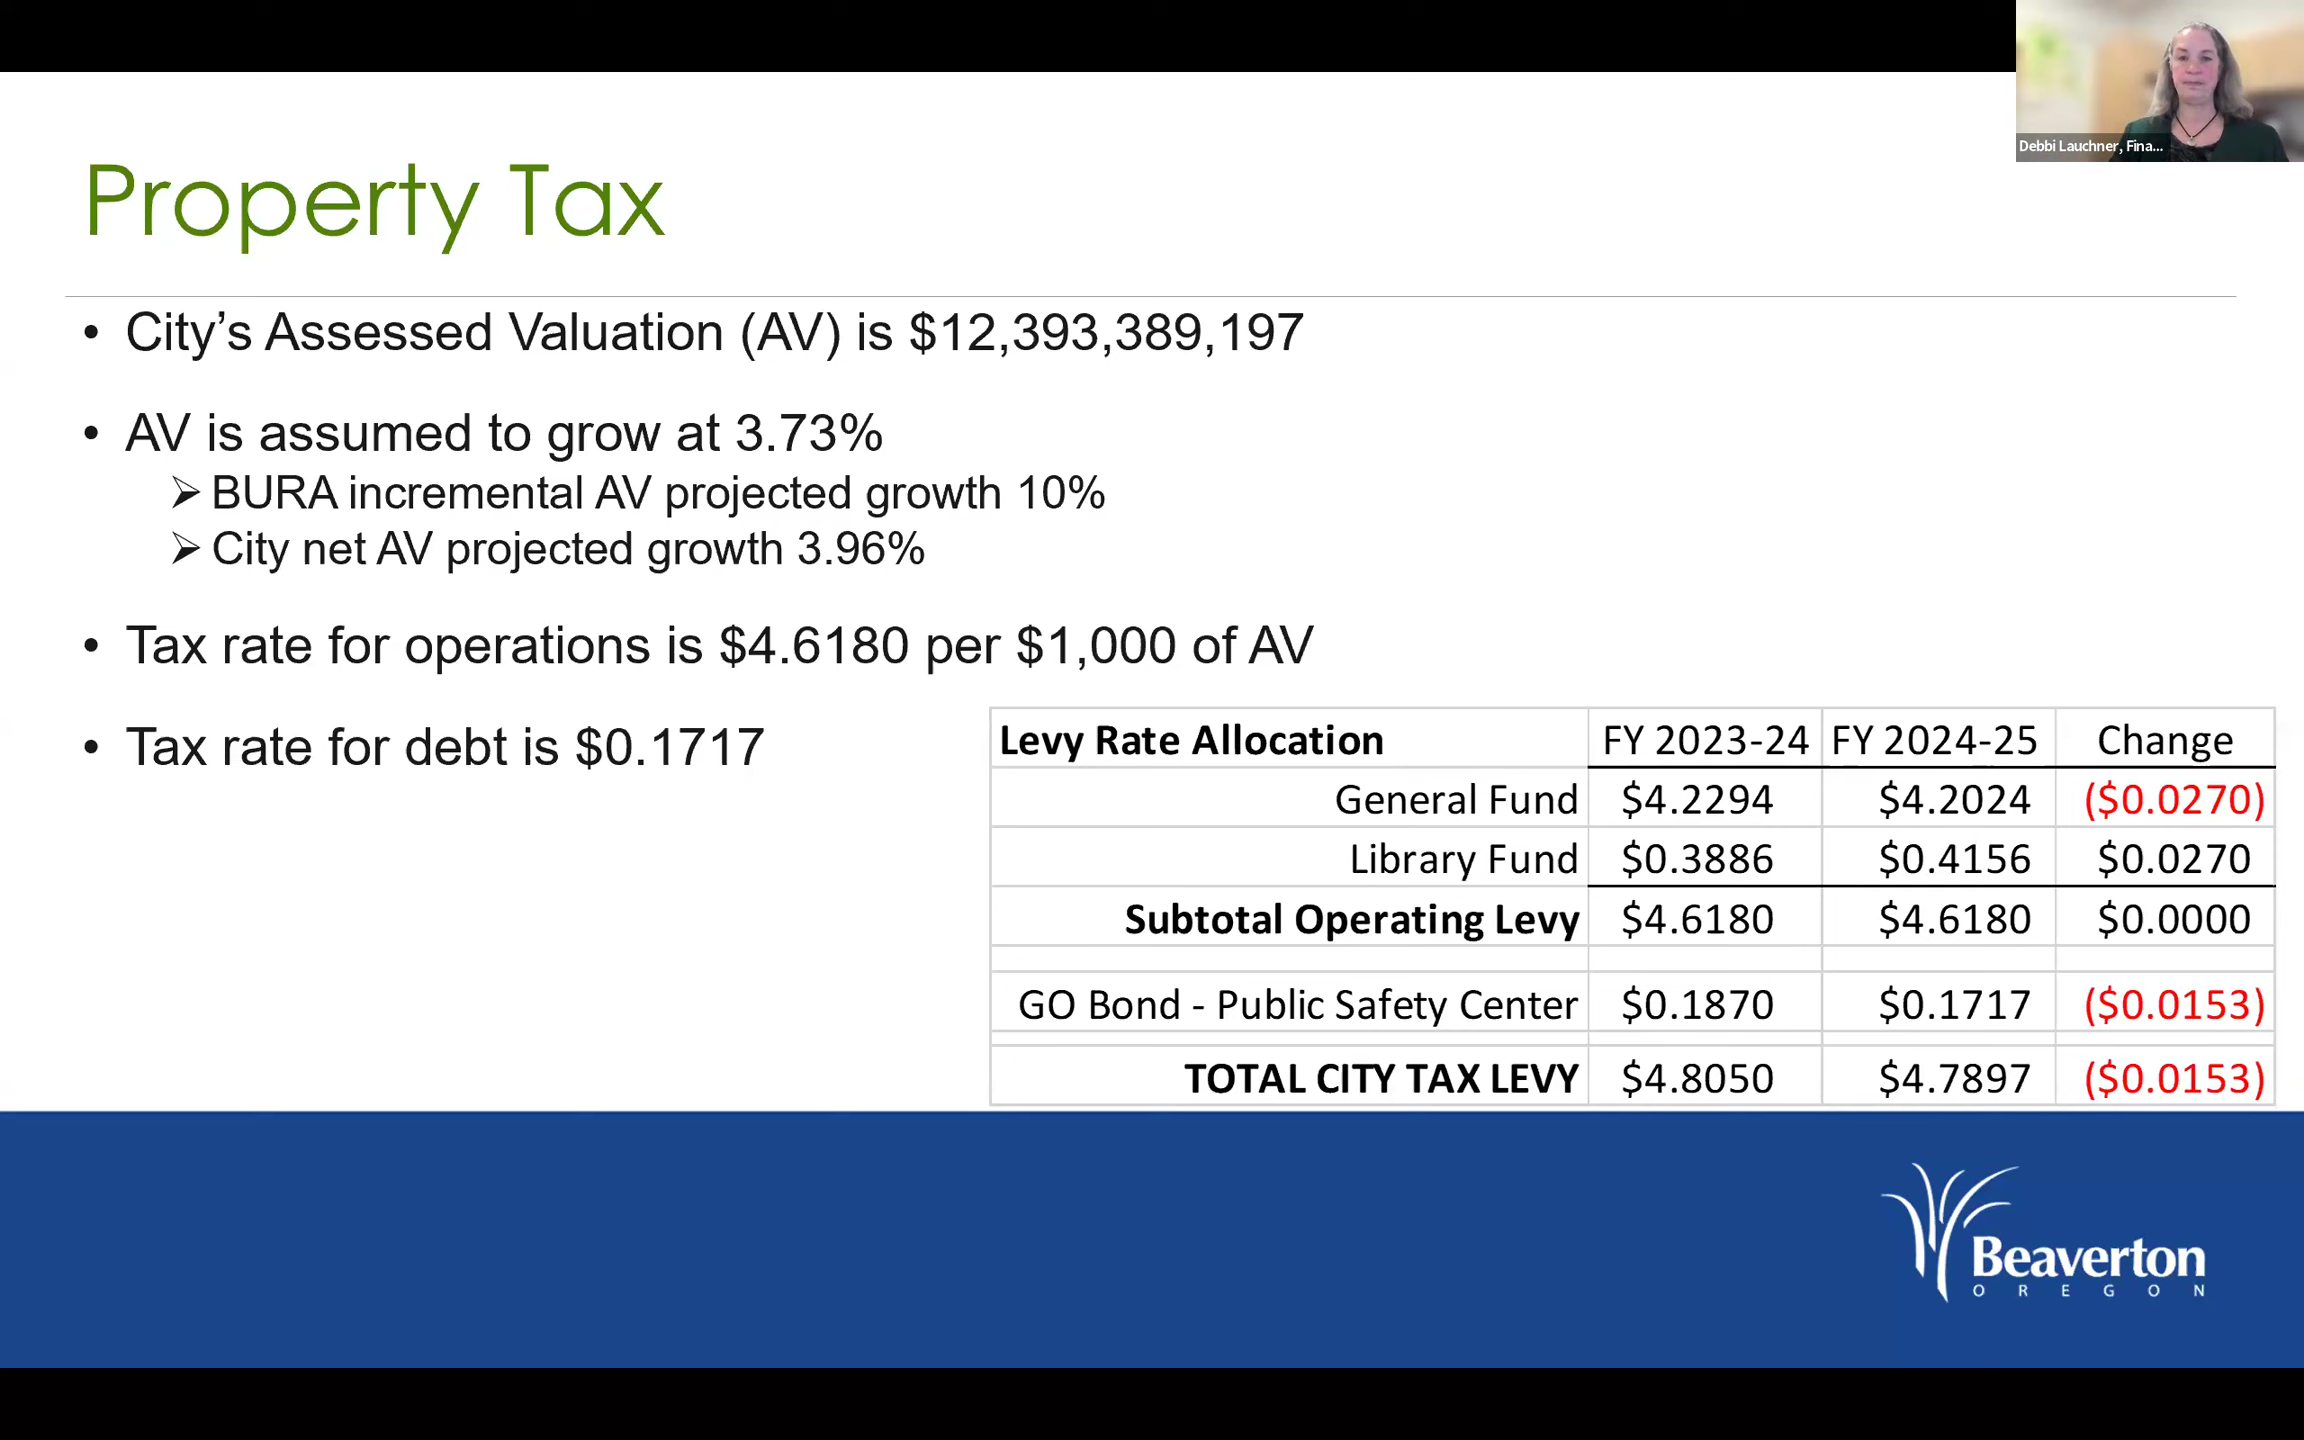 Debbi Lauchner, Fina...
Property Tax
• City's Assessed Valuation (AV) is $12,393,389,197
• AV is assumed to grow at 3.73%
➢ BURA incremental AV projected growth 10%
➢ City net AV projected growth 3.96%
• Tax rate for operations is $4.6180 per $1,000 of AV
• Tax rate for debt is $0.1717
Levy Rate Allocation FY 2023-24 FY 2024-25 Change
General Fund $4.2294 $4.2024 ($0.0270)
Library Fund $0.3886 $0.4156 $0.0270
Subtotal Operating Levy $4.6180 $4.6180 $0.0000
GO Bond - Public Safety Center $0.1870 $0.1717 ($0.0153)
TOTAL CITY TAX LEVY $4.8050 $4.7897 ($0.0153)
Beaverton
OREGON